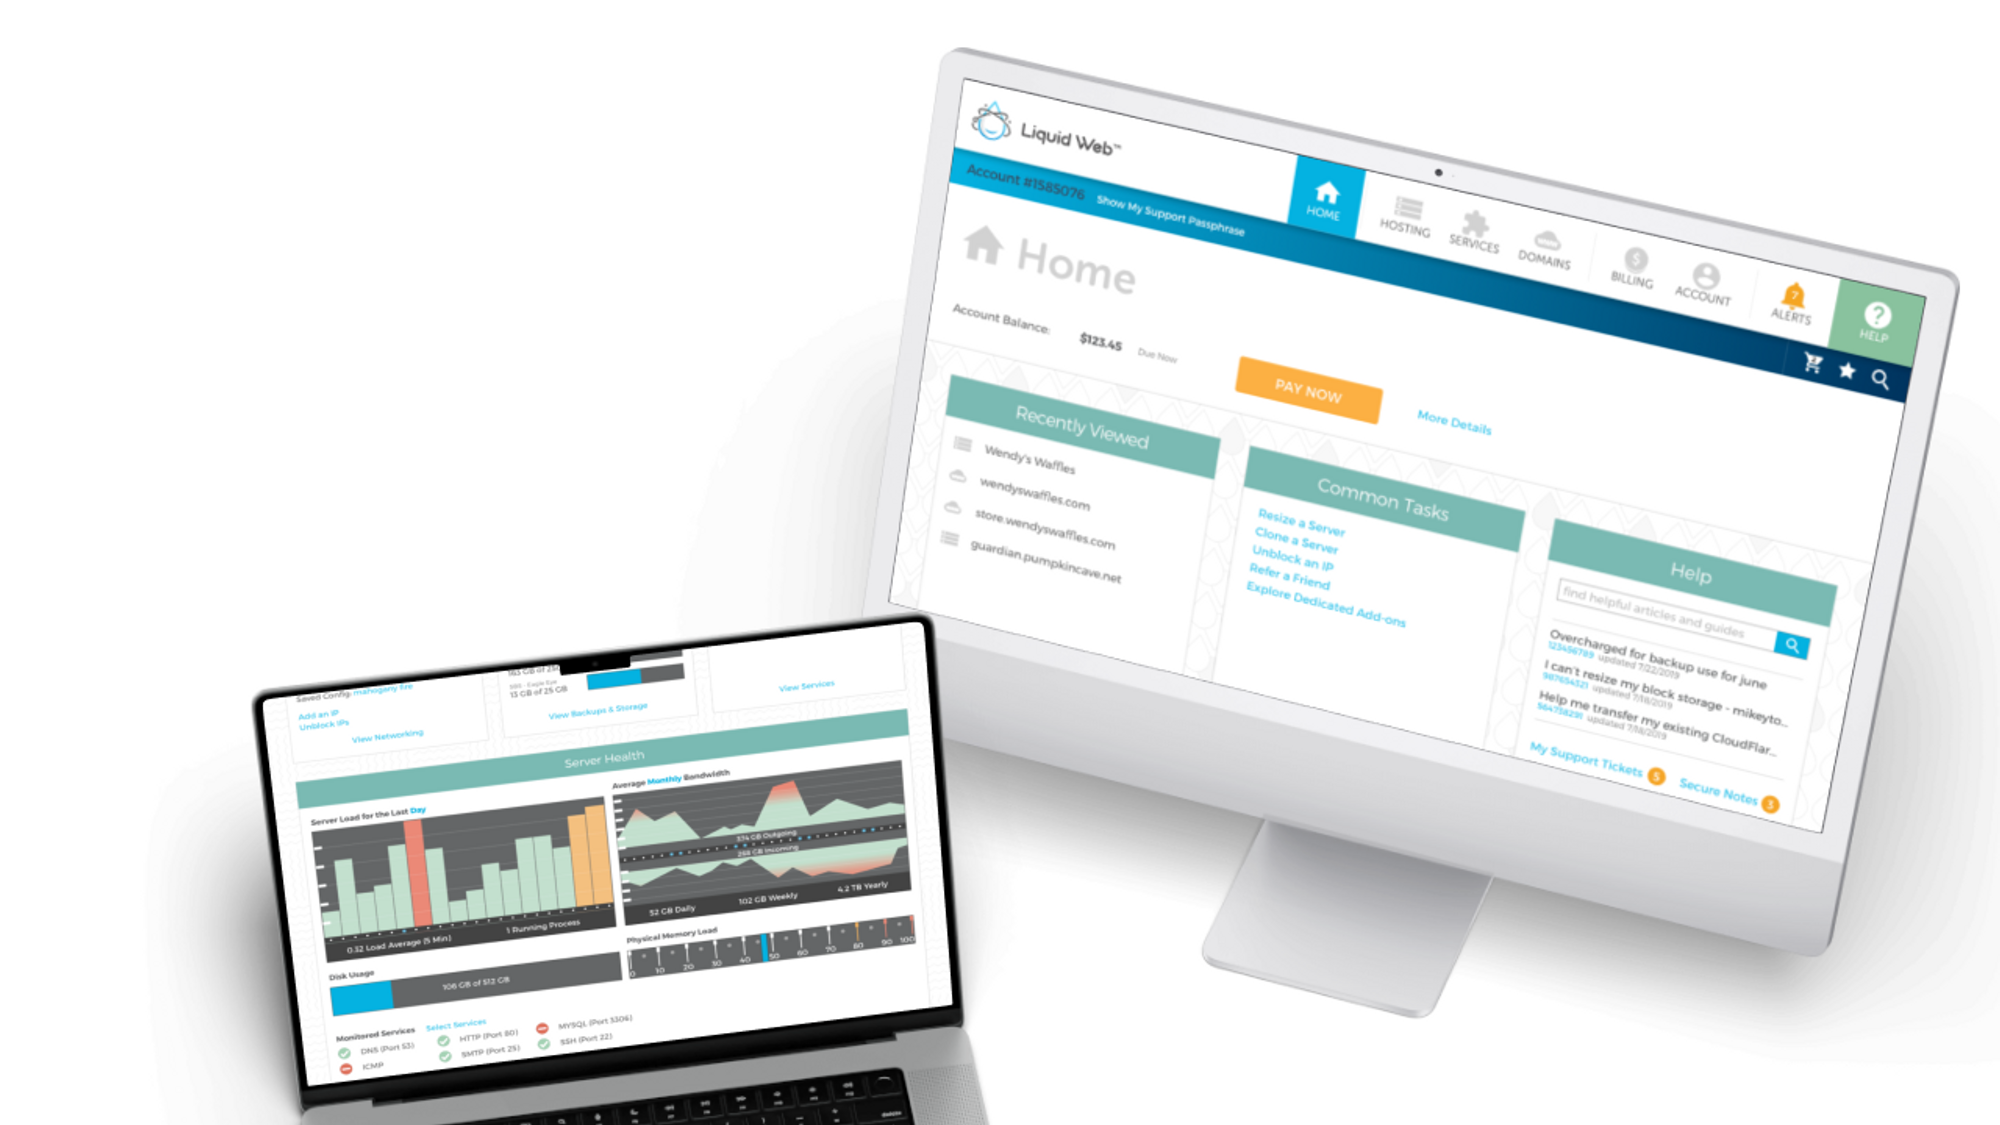 Liquid Web™
HOME
HOSTING
SERVICES
DOMAINS
BILLING
ACCOUNT
7
ALERTS
?
HELP
Account #1585076 Show My Support Passphrase
Home
Account Balance: $123.45 Due Now
PAY NOW
More Details
Recently Viewed
Wendy's Waffles
wendyswaffles.com
store.wendyswaffles.com
guardian.pumpkincave.net
Common Tasks
Resize a Server
Clone a Server
Unblock an IP
Refer a Friend
Explore Dedicated Add-ons
Help
find helpful articles and guides
Overcharged for backup use for june
123456789 updated 7/22/2019
I can't resize my block storage - mikeyto...
987654321 updated 7/18/2019
Help me transfer my existing CloudFlar...
564738291 updated 7/18/2019
My Support Tickets 5 Secure Notes 3
Saved Config: mahogany fire
Add an IP
Unblock IPs
View Networking
13 GB of 25 GB
View Backups & Storage
View Services
Server Health
Server Load for the Last Day
0.32 Load Average (5 Min)
1 Running Process
Average Monthly Bandwidth
574 GB Outgoing
288 GB Incoming
52 GB Daily
102 GB Weekly
4.2 TB Yearly
Disk Usage
106 GB of 512 GB
Physical Memory Load
0 10 20 30 40 50 60 70 80 90 100
Monitored Services Select Services
DNS (Port 53)
HTTP (Port 80)
MYSQL (Port 3306)
ICMP
SMTP (Port 25)
SSH (Port 22)
delete